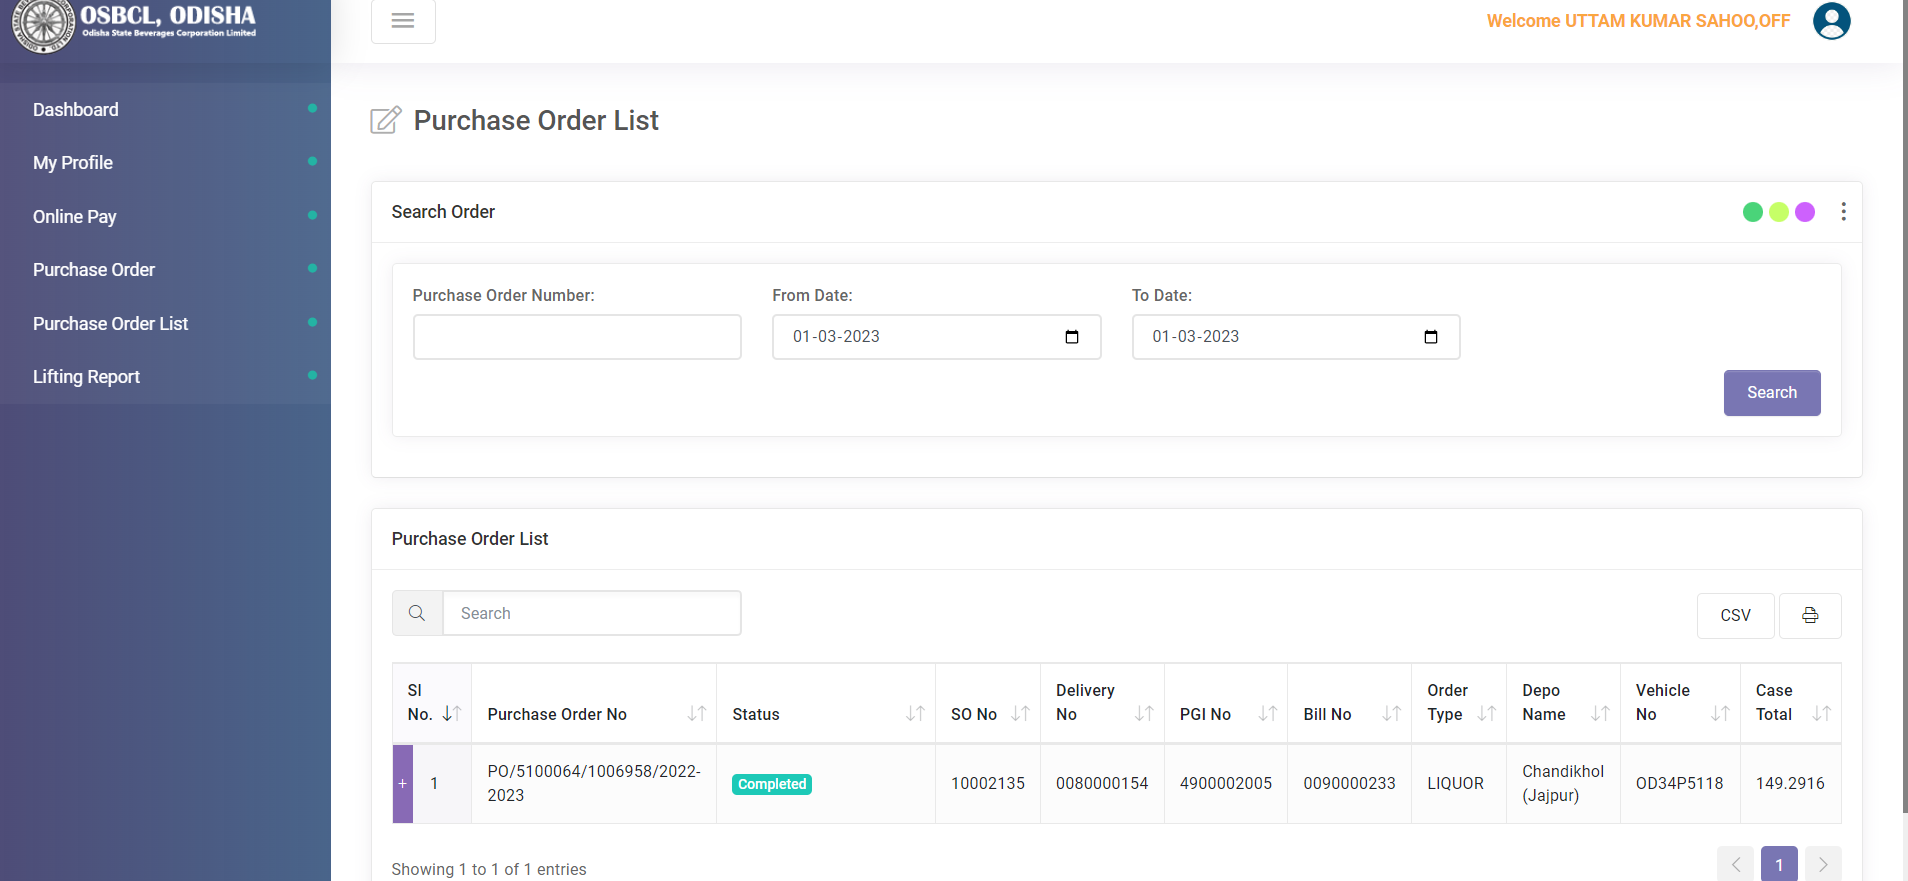 OSBCL, ODISHA
Odisha State Beverages Corporation Limited
Welcome UTTAM KUMAR SAHOO,OFF
Dashboard
My Profile
Online Pay
Purchase Order
Purchase Order List
Lifting Report
Purchase Order List
Search Order
Purchase Order Number:
From Date:
To Date:
01-03-2023
01-03-2023
Search
Purchase Order List
Search
CSV
Sl No.
Purchase Order No
Status
SO No
Delivery No
PGI No
Bill No
Order Type
Depo Name
Vehicle No
Case Total
+
1
PO/5100064/1006958/2022-
2023
Completed
10002135
0080000154
4900002005
0090000233
LIQUOR
Chandikhol
(Jajpur)
OD34P5118
149.2916
Showing 1 to 1 of 1 entries
1